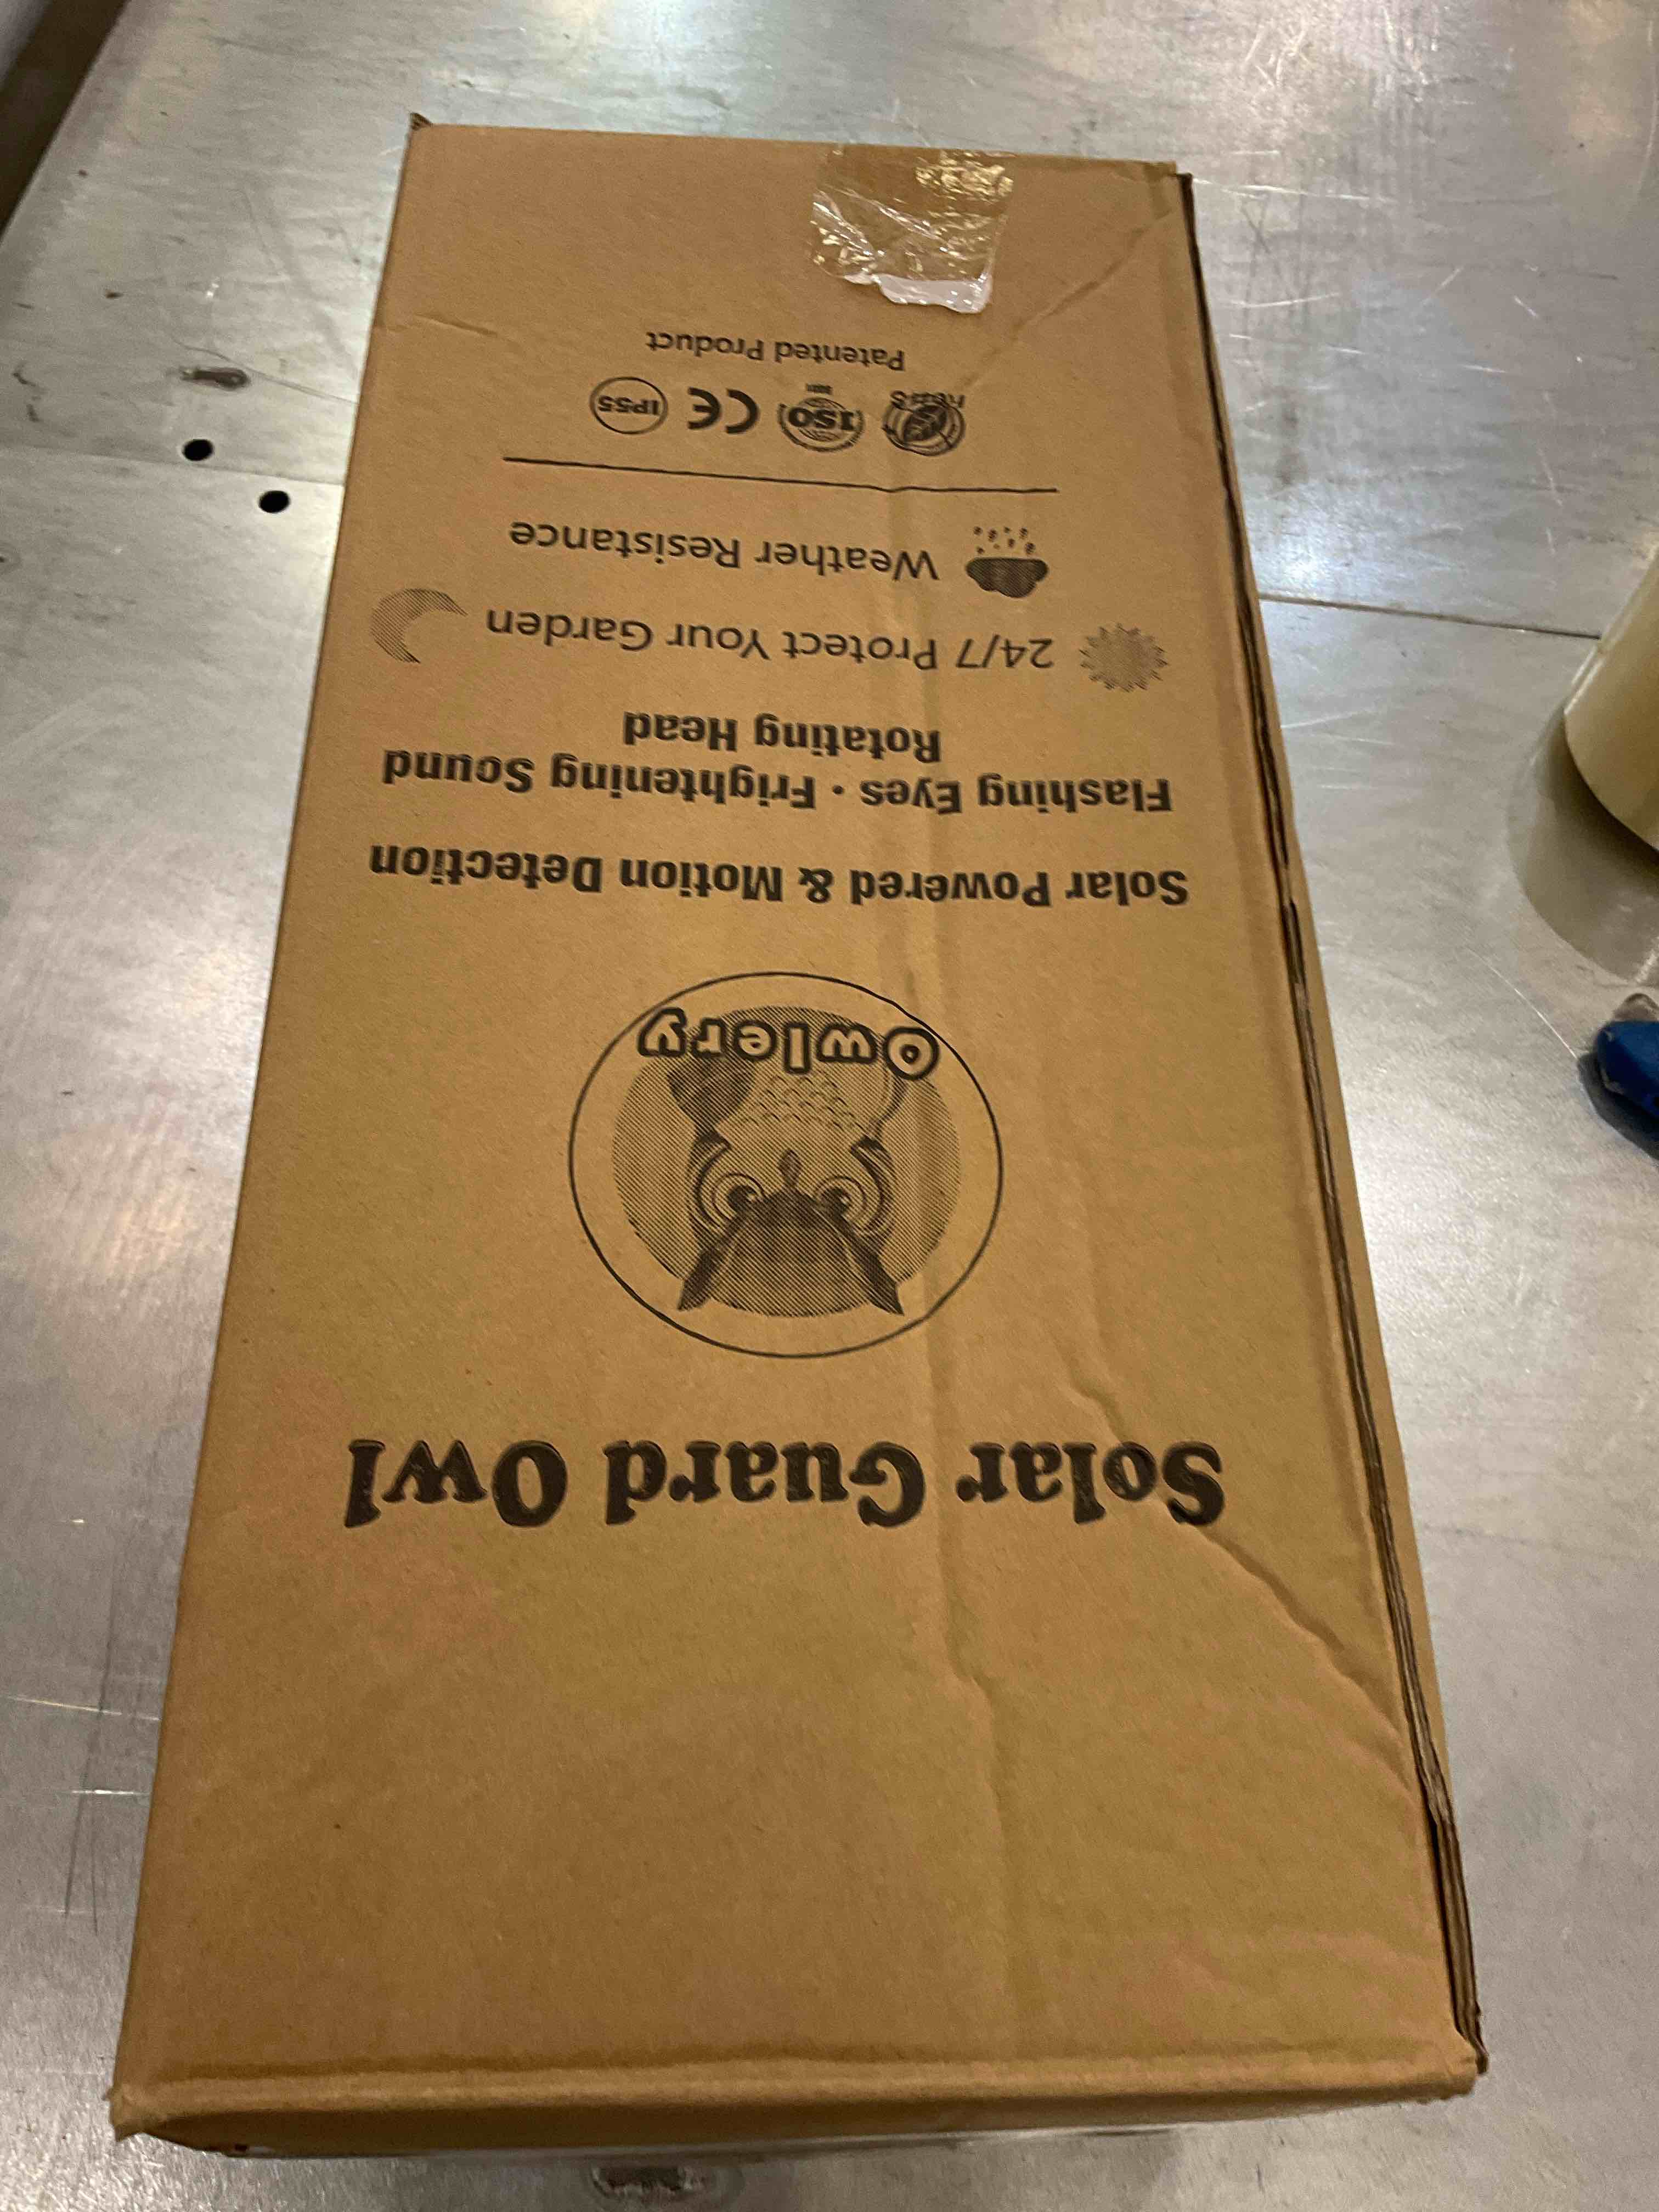 Solar Guard Owl
Owlery
Solar Powered & Motion Detection
Flashing Eyes · Frightening Sound
Rotating Head
24/7 Protect Your Garden
Weather Resistance
RoHS ISO CE IP55
Patented Product